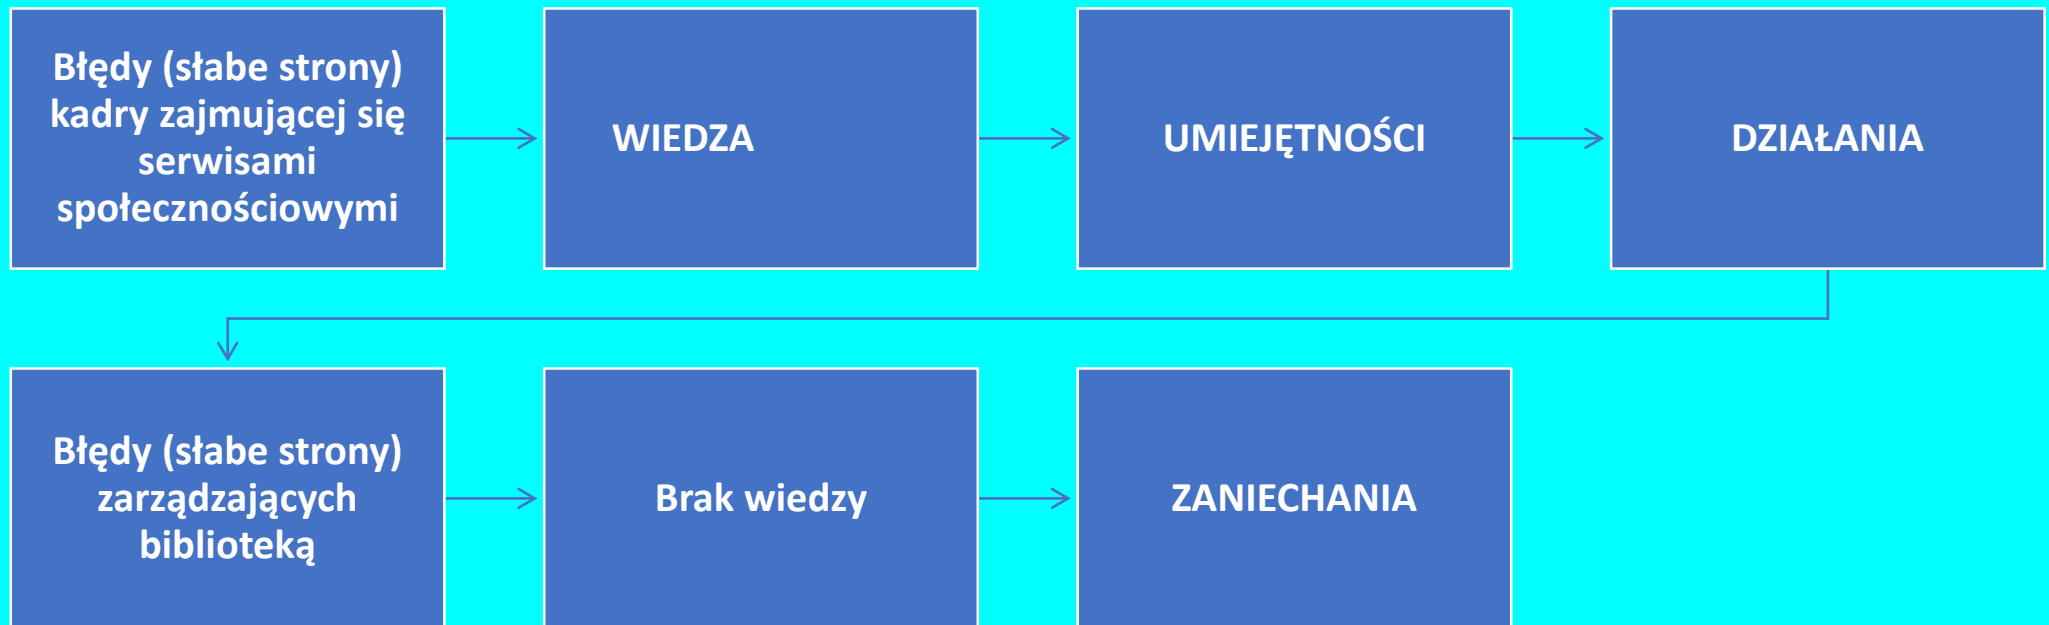 Błędy (słabe strony)
kadry zajmującej się
serwisami
społecznościowymi
WIEDZA
UMIEJĘTNOŚCI
DZIAŁANIA
Błędy (słabe strony)
zarządzających
biblioteką
Brak wiedzy
ZANIECHANIA